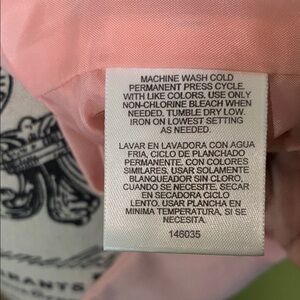 MACHINE WASH COLD
PERMANENT PRESS CYCLE.
WITH LIKE COLORS. USE ONLY
NON-CHLORINE BLEACH WHEN
NEEDED. TUMBLE DRY LOW.
IRON ON LOWEST SETTING
AS NEEDED.
LAVAR EN LAVADORA CON AGUA
FRIA, CICLO DE PLANCHADO
PERMANENTE. CON COLORES
SIMILARES. USAR SOLAMENTE
BLANQUEADOR SIN CLORO,
CUANDO SE NECESITE. SECAR
EN SECADORA CICLO
LENTO. USAR PLANCHA EN
MINIMA TEMPERATURA, SI SE
NECESITA.
146035